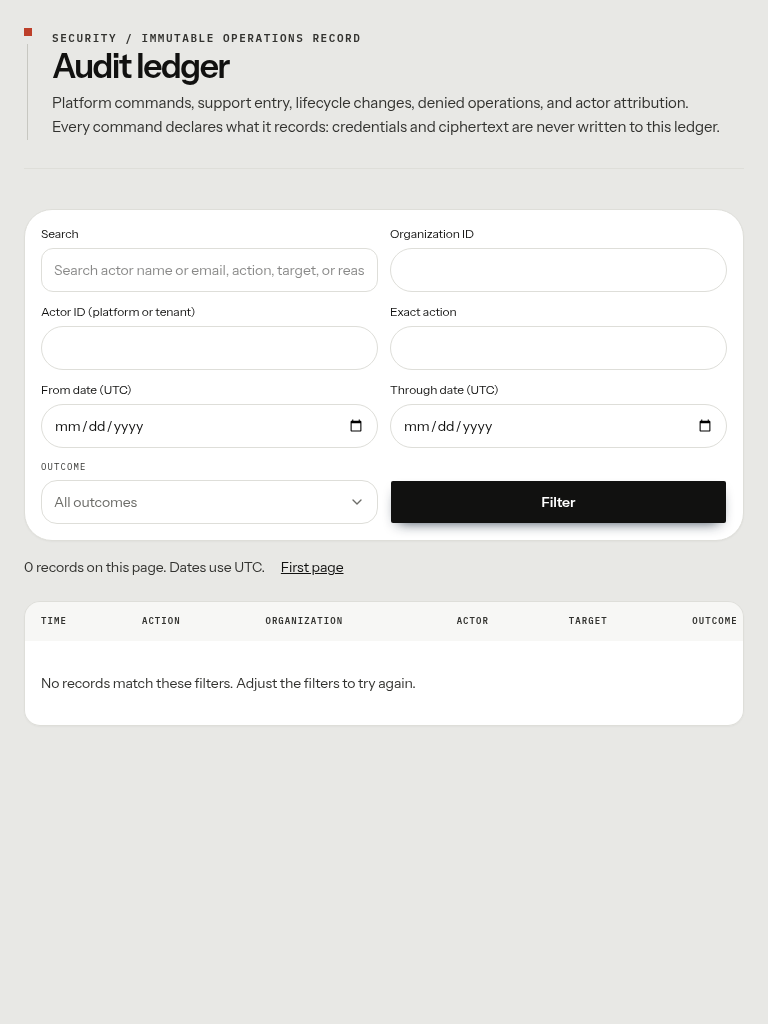 SECURITY / IMMUTABLE OPERATIONS RECORD
Audit ledger
Platform commands, support entry, lifecycle changes, denied operations, and actor attribution.
Every command declares what it records: credentials and ciphertext are never written to this ledger.
Search
Organization ID
Search actor name or email, action, target, or reas
Actor ID (platform or tenant)
Exact action
From date (UTC)
Through date (UTC)
mm/dd/yyyy
mm/dd/yyyy
OUTCOME
All outcomes
Filter
0 records on this page. Dates use UTC. First page
TIME ACTION ORGANIZATION ACTOR TARGET OUTCOME
No records match these filters. Adjust the filters to try again.